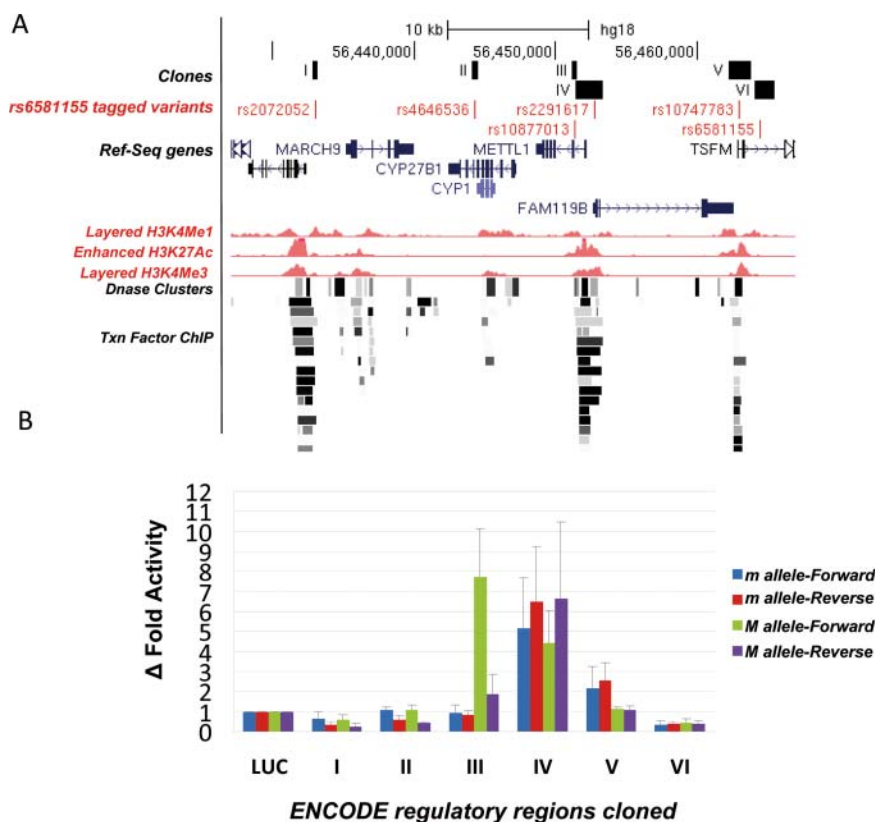 A
10 kb hg18
56,440,000 56,450,000 56,460,000
Clones I II III V
IV VI
rs6581155 tagged variants rs2072052 rs4646536 rs2291617 rs10747783
rs10877013 rs6581155
Ref-Seq genes MARCH9 METTL1 TSFM
CYP27B1
CYP1
FAM119B
Layered H3K4Me1
Enhanced H3K27Ac
Layered H3K4Me3
Dnase Clusters
Txn Factor ChIP
B
12
11
10
9
8
7
6
5
4
3
2
1
0
Δ Fold Activity
m allele-Forward
m allele-Reverse
M allele-Forward
M allele-Reverse
LUC I II III IV V VI
ENCODE regulatory regions cloned